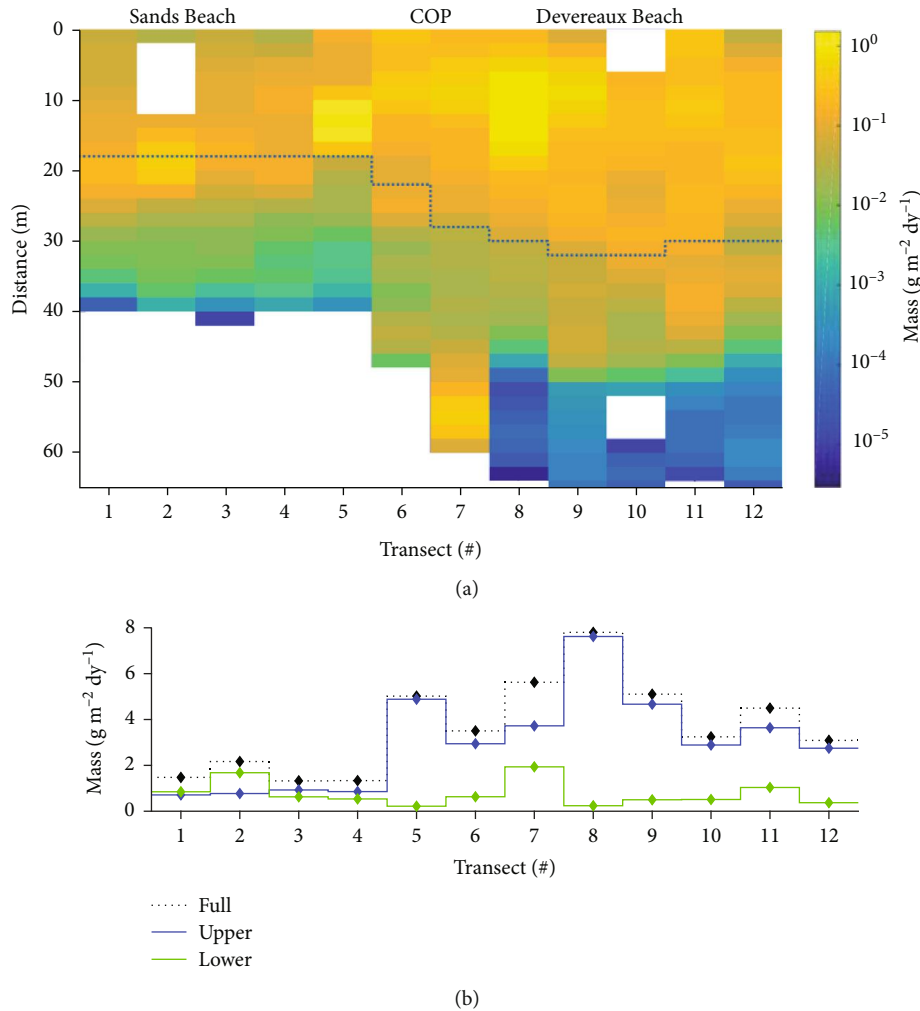 Sands Beach COP Devereaux Beach
0
10
20
30
40
50
60
Distance (m)
1 2 3 4 5 6 7 8 9 10 11 12
Transect (#)
10⁰
10⁻¹
10⁻²
10⁻³
10⁻⁴
10⁻⁵
Mass (g m⁻² dy⁻¹)
(a)
8
6
4
2
0
Mass (g m⁻² dy⁻¹)
1 2 3 4 5 6 7 8 9 10 11 12
Transect (#)
Full
Upper
Lower
(b)